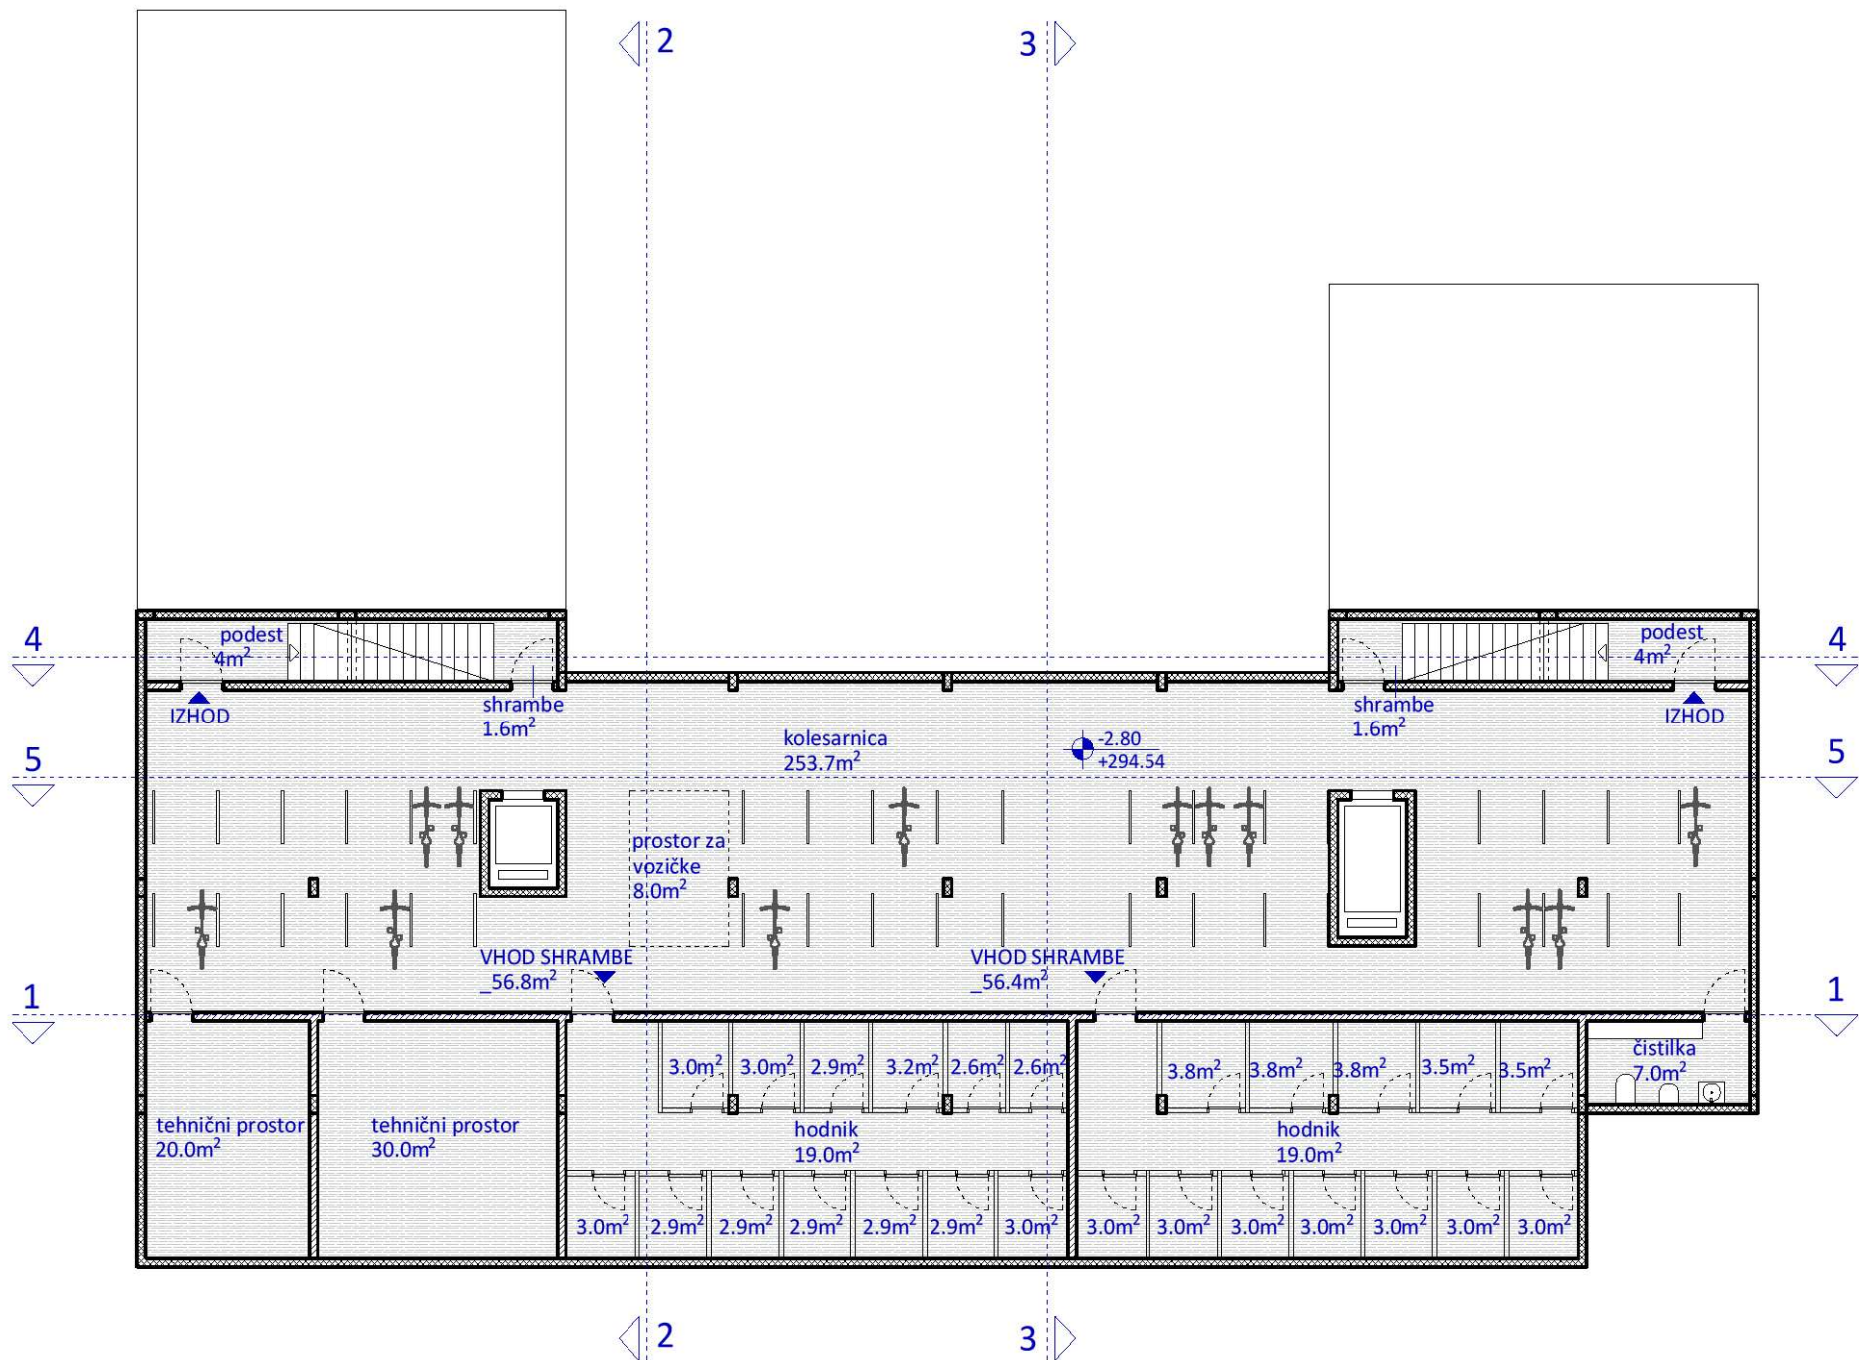 2
3
4
podest
4m²
podest
4m²
4
IZHOD
shrambe
1.6m²
shrambe
1.6m²
IZHOD
5
kolesarnica
253.7m²
-2.80
+294.54
5
prostor za
vozičke
8.0m²
VHOD SHRAMBE
_56.8m²
VHOD SHRAMBE
_56.4m²
1
1
3.0m² 3.0m² 2.9m² 3.2m² 2.6m² 2.6m²
3.8m² 3.8m² 3.8m² 3.5m² 3.5m²
čistilka
7.0m²
tehnični prostor
20.0m²
tehnični prostor
30.0m²
hodnik
19.0m²
hodnik
19.0m²
3.0m² 2.9m² 2.9m² 2.9m² 2.9m² 2.9m² 3.0m²
3.0m² 3.0m² 3.0m² 3.0m² 3.0m² 3.0m² 3.0m²
2
3